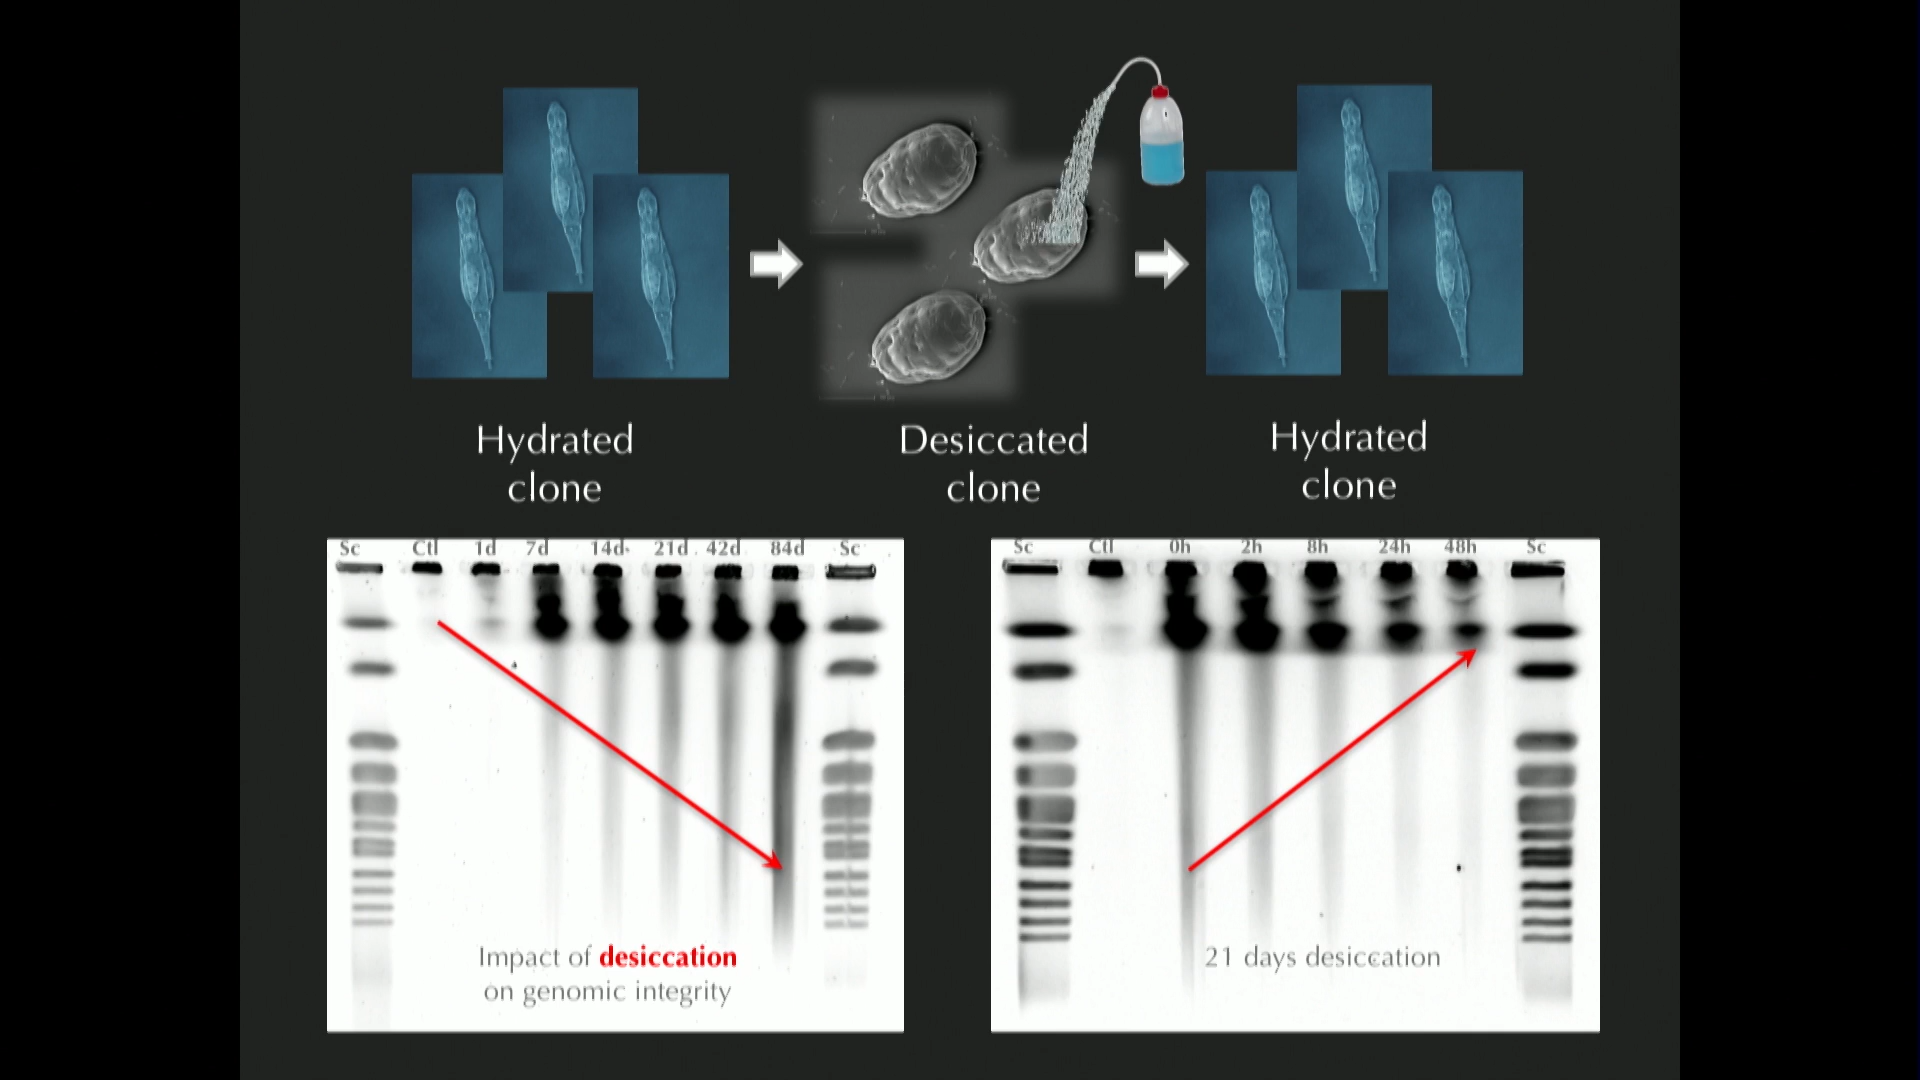 Hydrated
clone
Desiccated
clone
Hydrated
clone
Sc Ctl 1d 7d 14d 21d 42d 84d Sc
Impact of desiccation
on genomic integrity
Sc Ctl 0h 2h 8h 24h 48h Sc
21 days desiccation